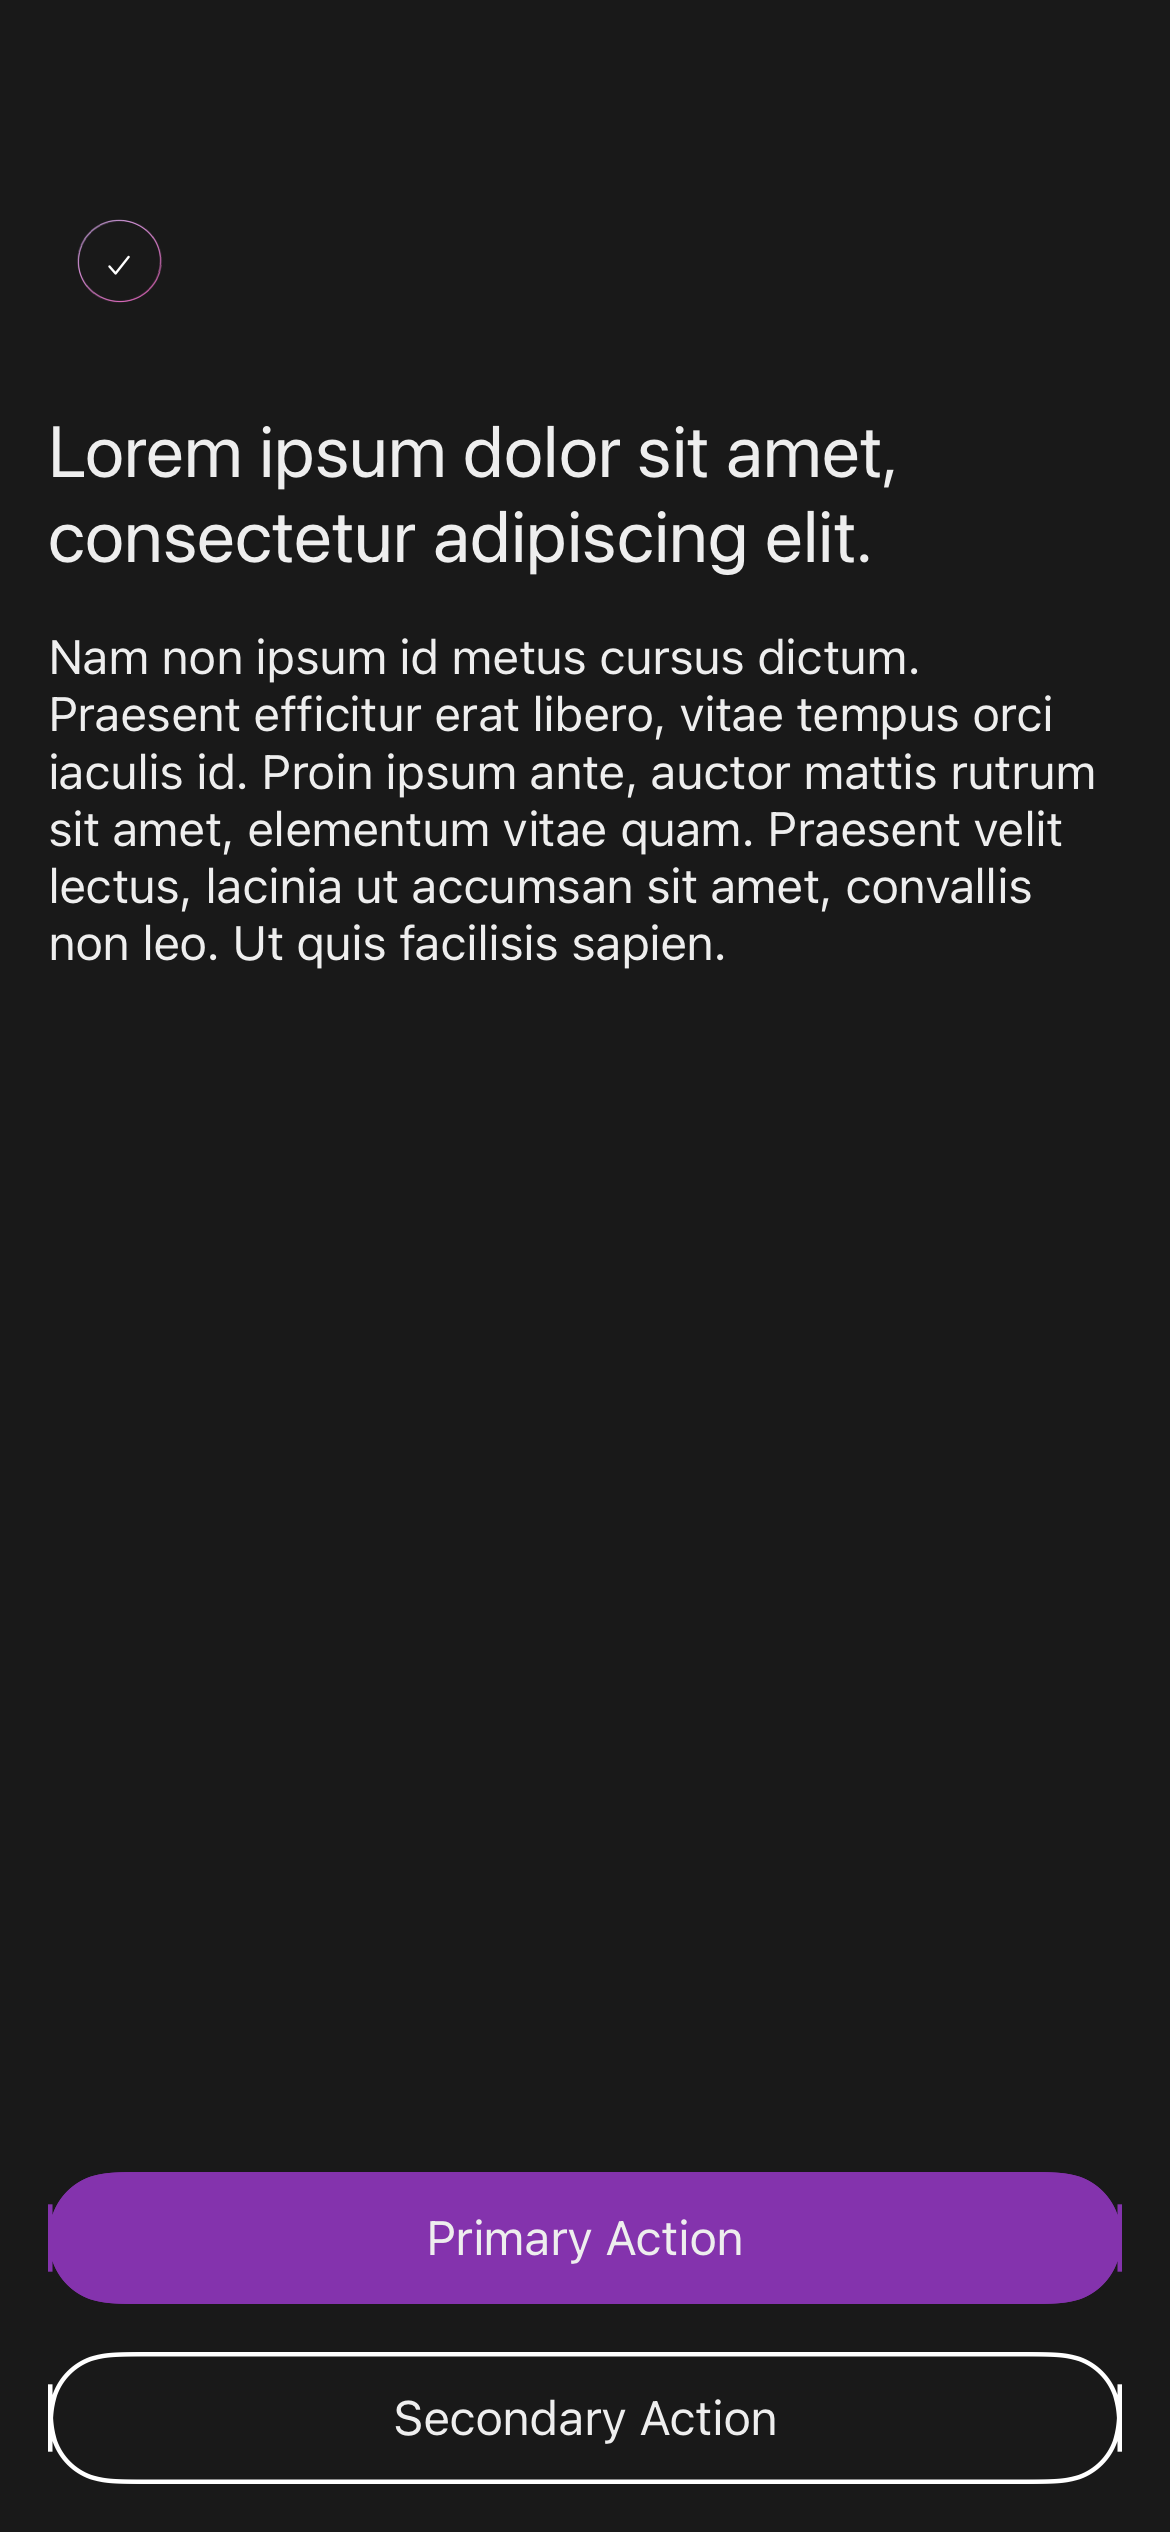 Lorem ipsum dolor sit amet,
consectetur adipiscing elit.
Nam non ipsum id metus cursus dictum.
Praesent efficitur erat libero, vitae tempus orci
iaculis id. Proin ipsum ante, auctor mattis rutrum
sit amet, elementum vitae quam. Praesent velit
lectus, lacinia ut accumsan sit amet, convallis
non leo. Ut quis facilisis sapien.
Primary Action
Secondary Action